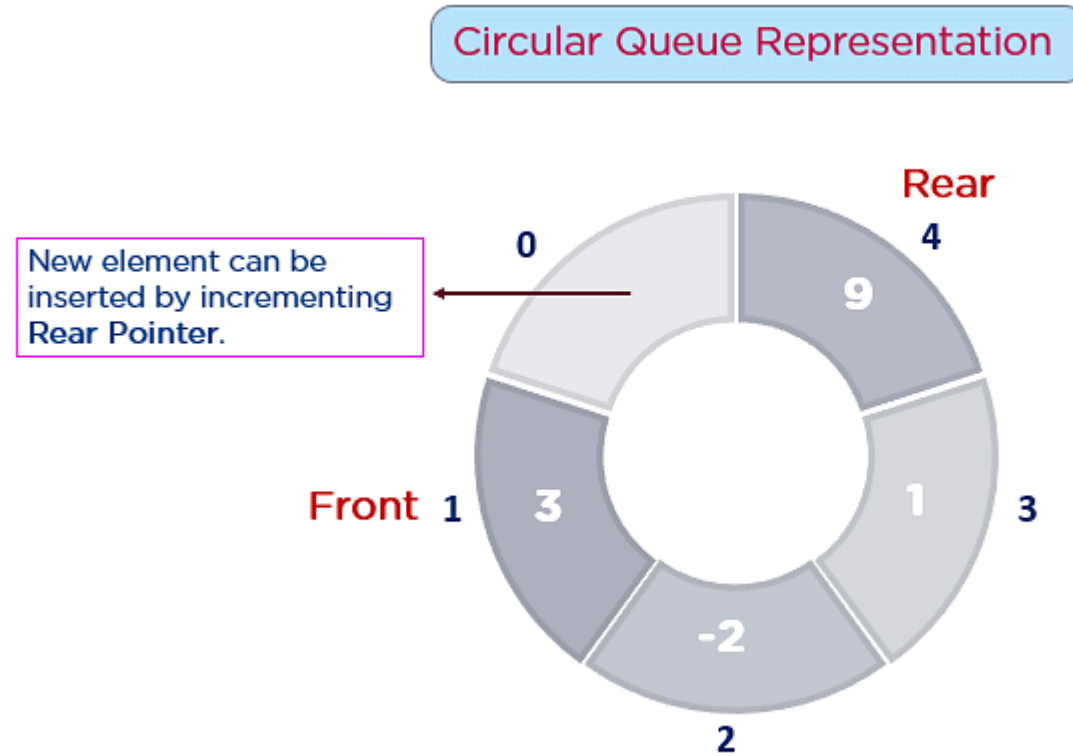 Circular Queue Representation
Rear
0
4
New element can be
inserted by incrementing
Rear Pointer.
9
Front
1
3
1
3
-2
2